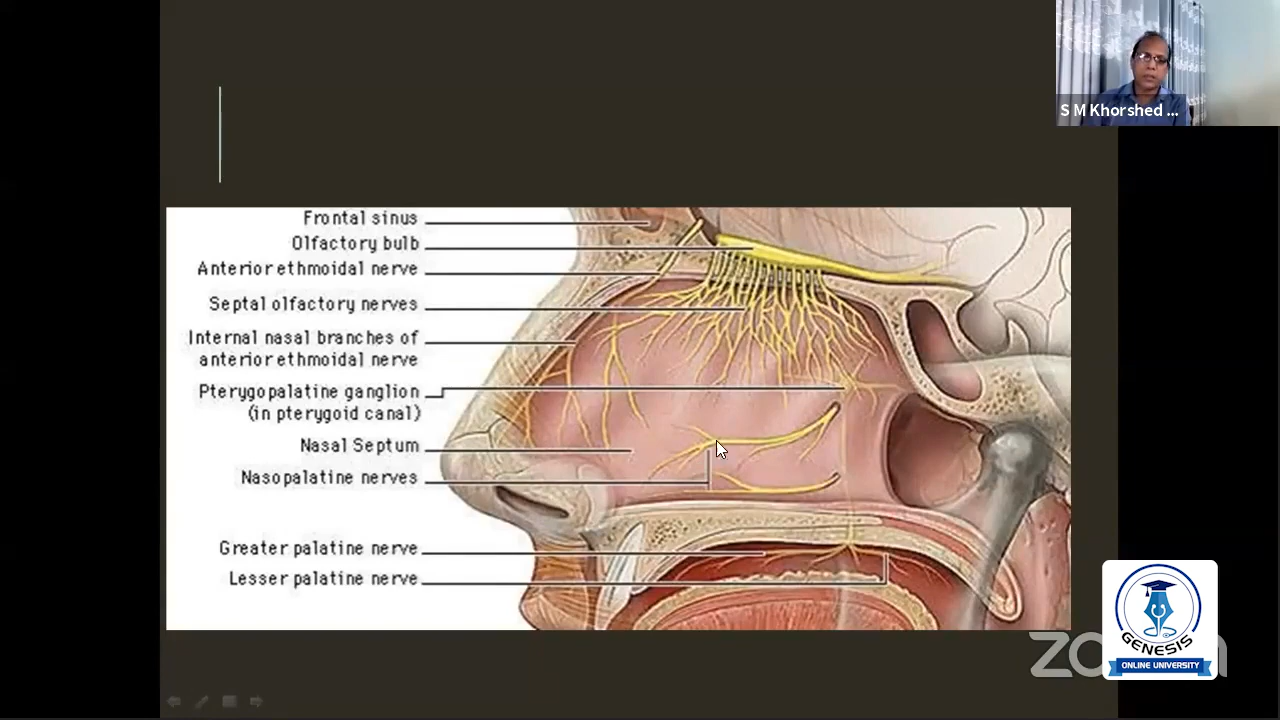 S M Khorshed ...
Frontal sinus
Olfactory bulb
Anterior ethmoidal nerve
Septal olfactory nerves
Internal nasal branches of
anterior ethmoidal nerve
Pterygopalatine ganglion
(in pterygoid canal)
Nasal Septum
Nasopalatine nerves
Greater palatine nerve
Lesser palatine nerve
GENESIS
ONLINE UNIVERSITY